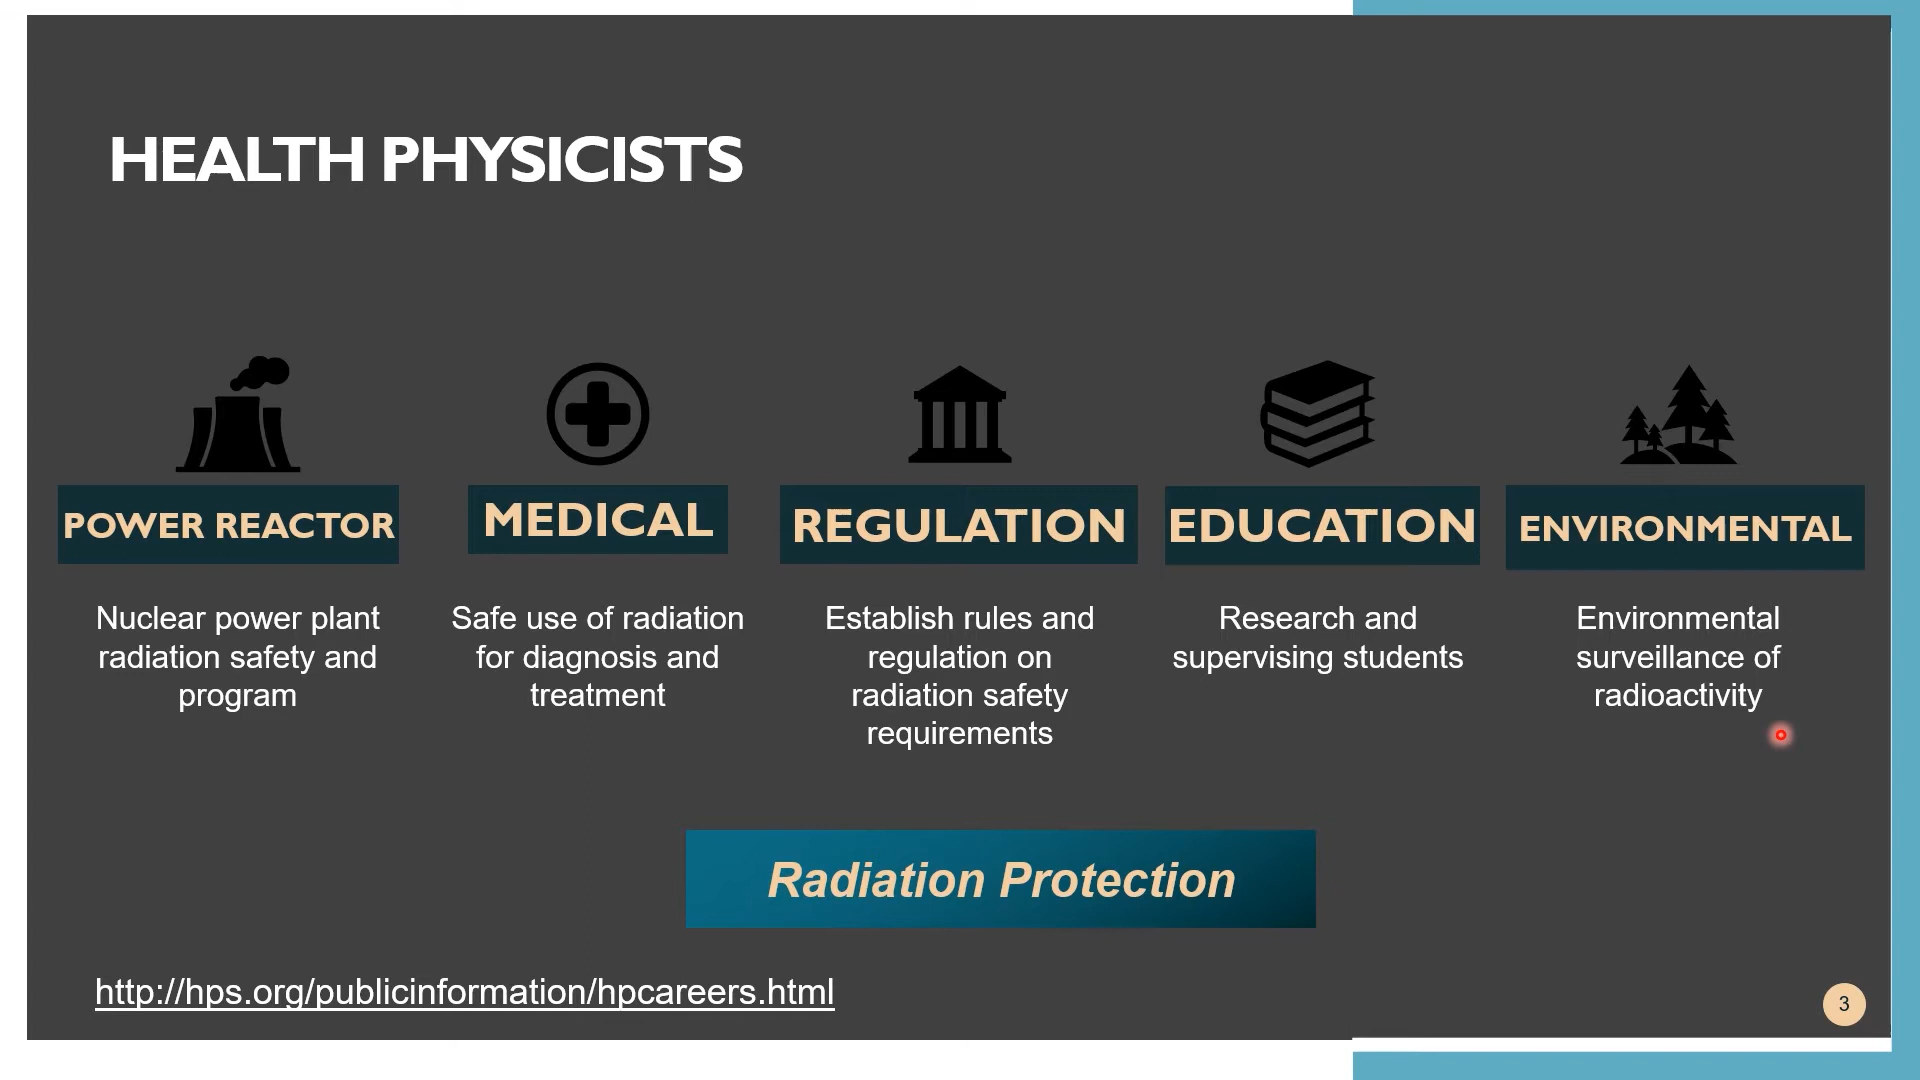 HEALTH PHYSICISTS
POWER REACTOR
Nuclear power plant
radiation safety and
program
MEDICAL
Safe use of radiation
for diagnosis and
treatment
REGULATION
Establish rules and
regulation on
radiation safety
requirements
EDUCATION
Research and
supervising students
ENVIRONMENTAL
Environmental
surveillance of
radioactivity
Radiation Protection
http://hps.org/publicinformation/hpcareers.html
3